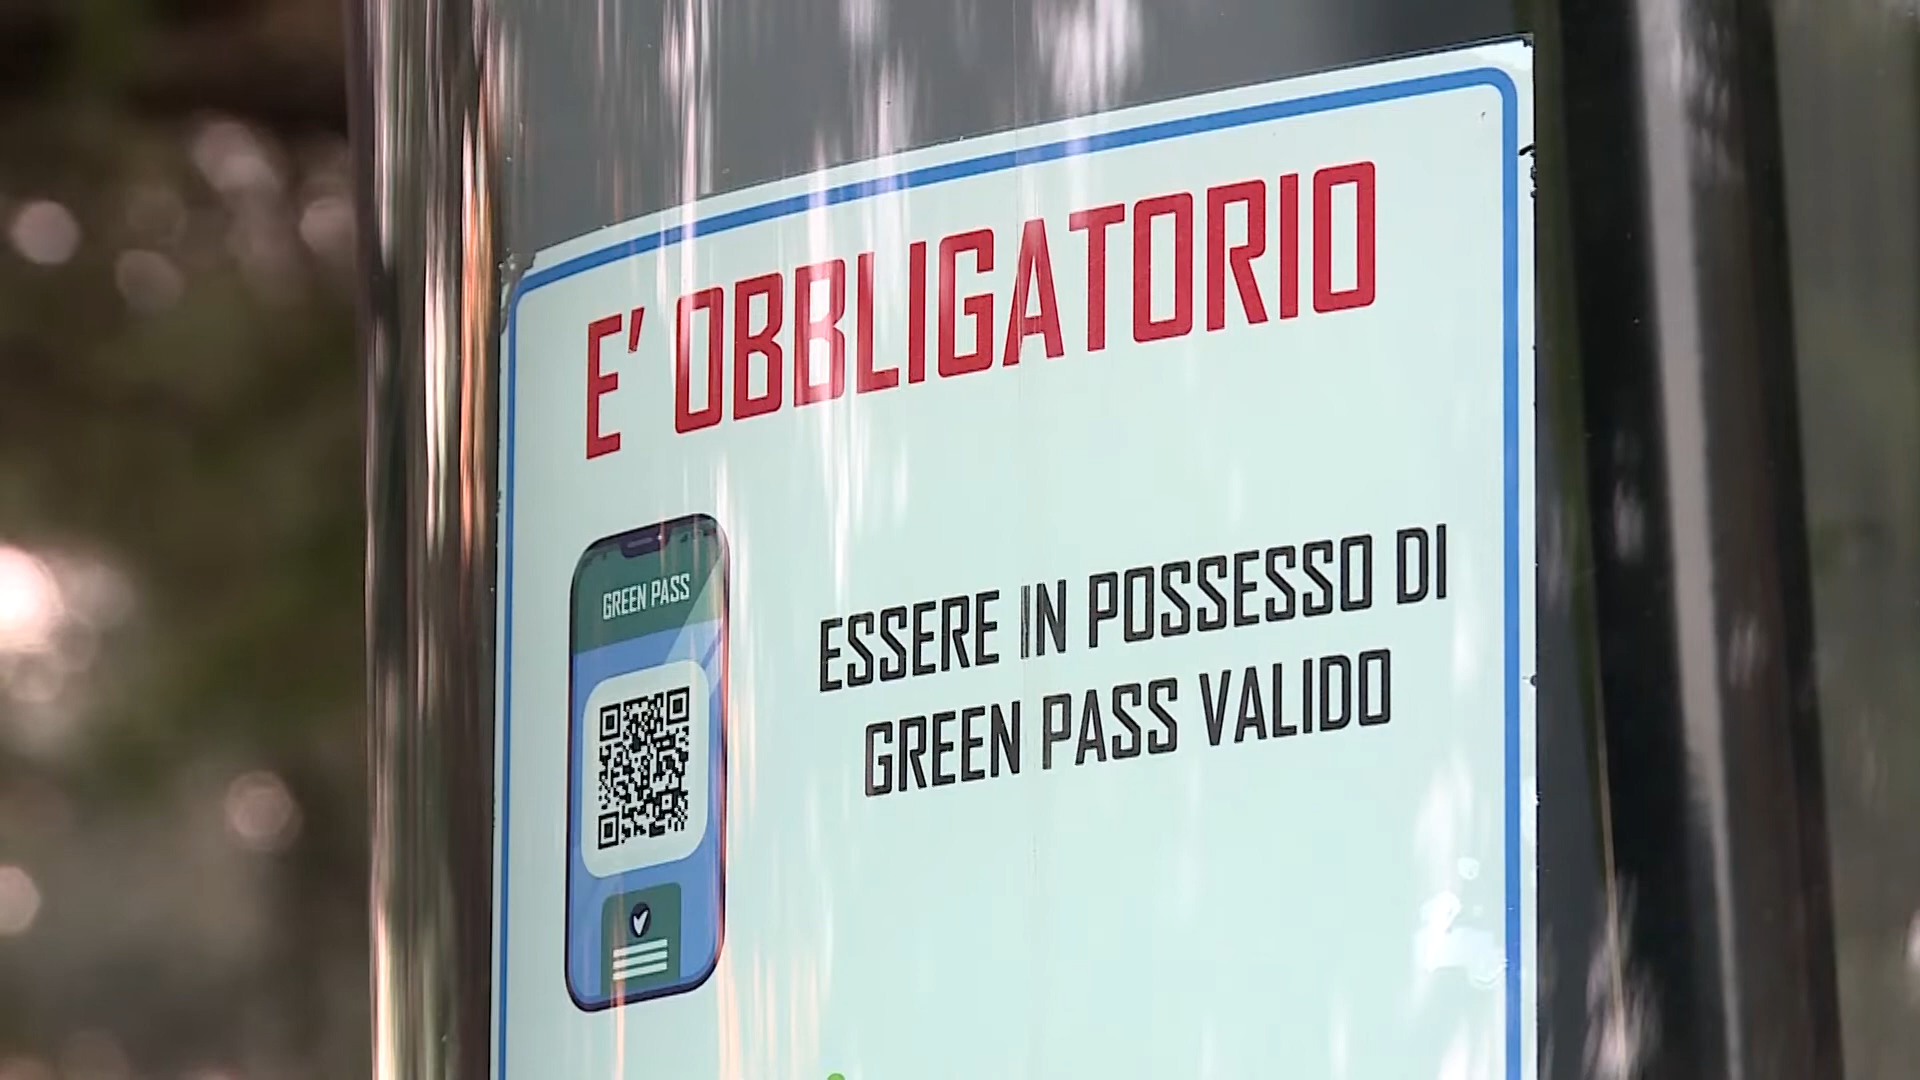 E' OBBLIGATORIO
GREEN PASS
ESSERE IN POSSESSO DI
GREEN PASS VALIDO